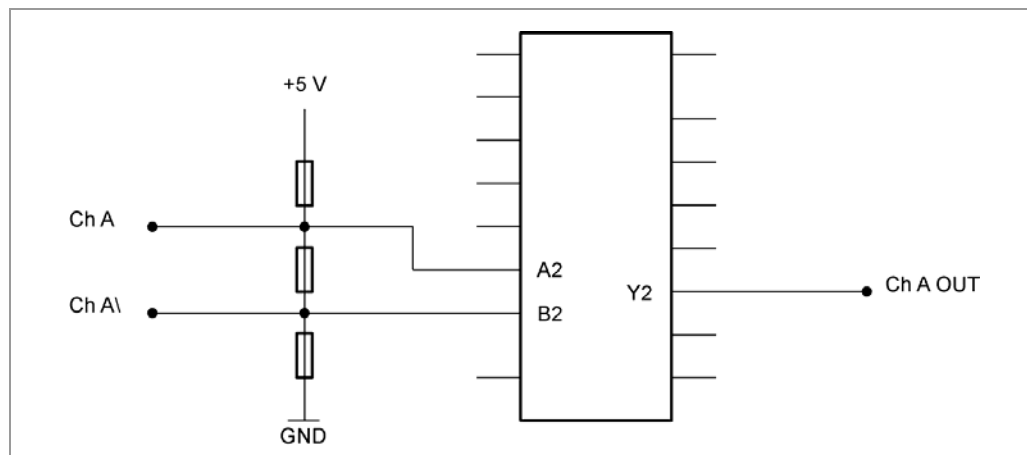 +5 V
Ch A
Ch A\
A2
B2
Y2
Ch A OUT
GND